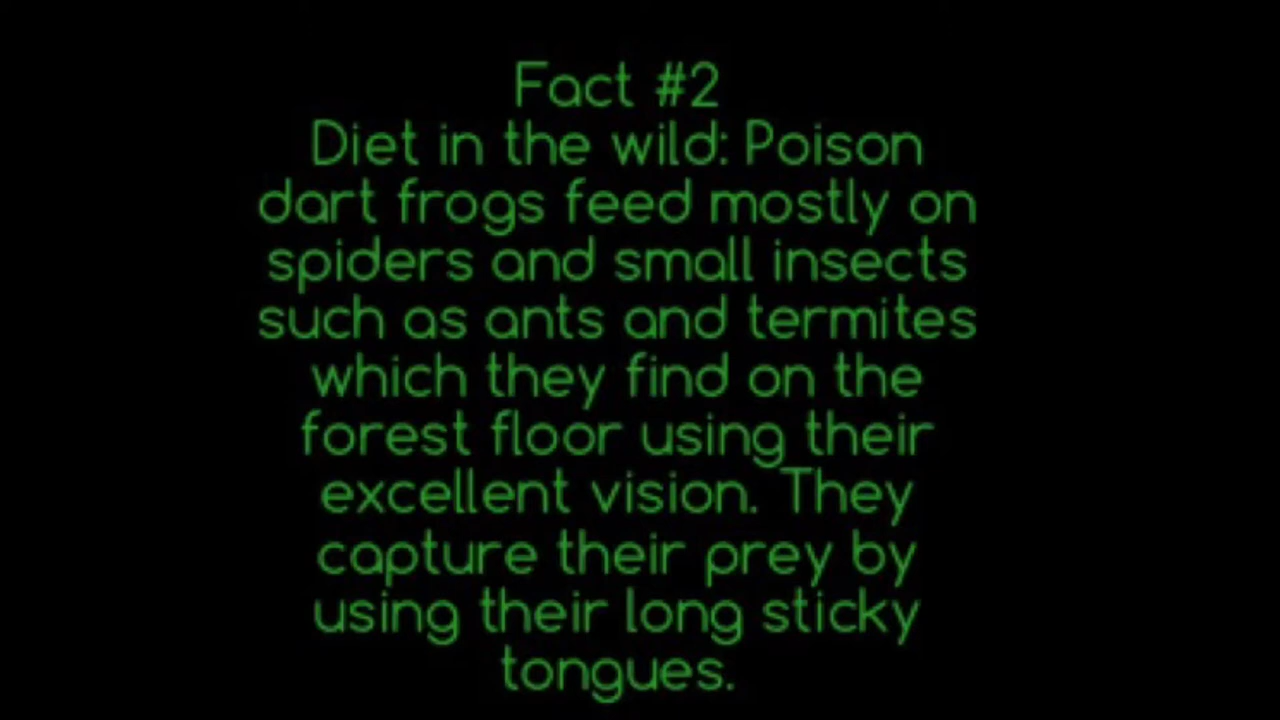 Fact #2
Diet in the wild: Poison
dart frogs feed mostly on
spiders and small insects
such as ants and termites
which they find on the
forest floor using their
excellent vision. They
capture their prey by
using their long sticky
tongues.